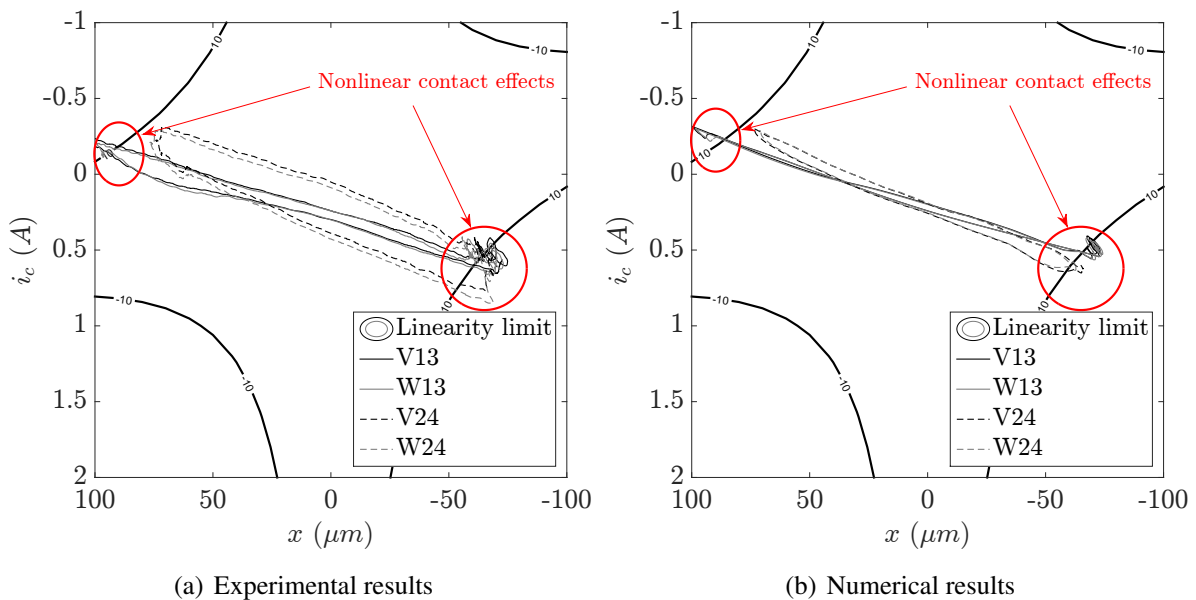 -1
-0.5
0
0.5
1
1.5
2
i_c (A)
100
50
0
-50
-100
x (μm)
10
-10
10
Nonlinear contact effects
10
10
-10
Linearity limit
V13
W13
V24
W24
(a) Experimental results
-1
-0.5
0
0.5
1
1.5
2
i_c (A)
100
50
0
-50
-100
x (μm)
10
-10
Nonlinear contact effects
10
10
10
-10
Linearity limit
V13
W13
V24
W24
(b) Numerical results